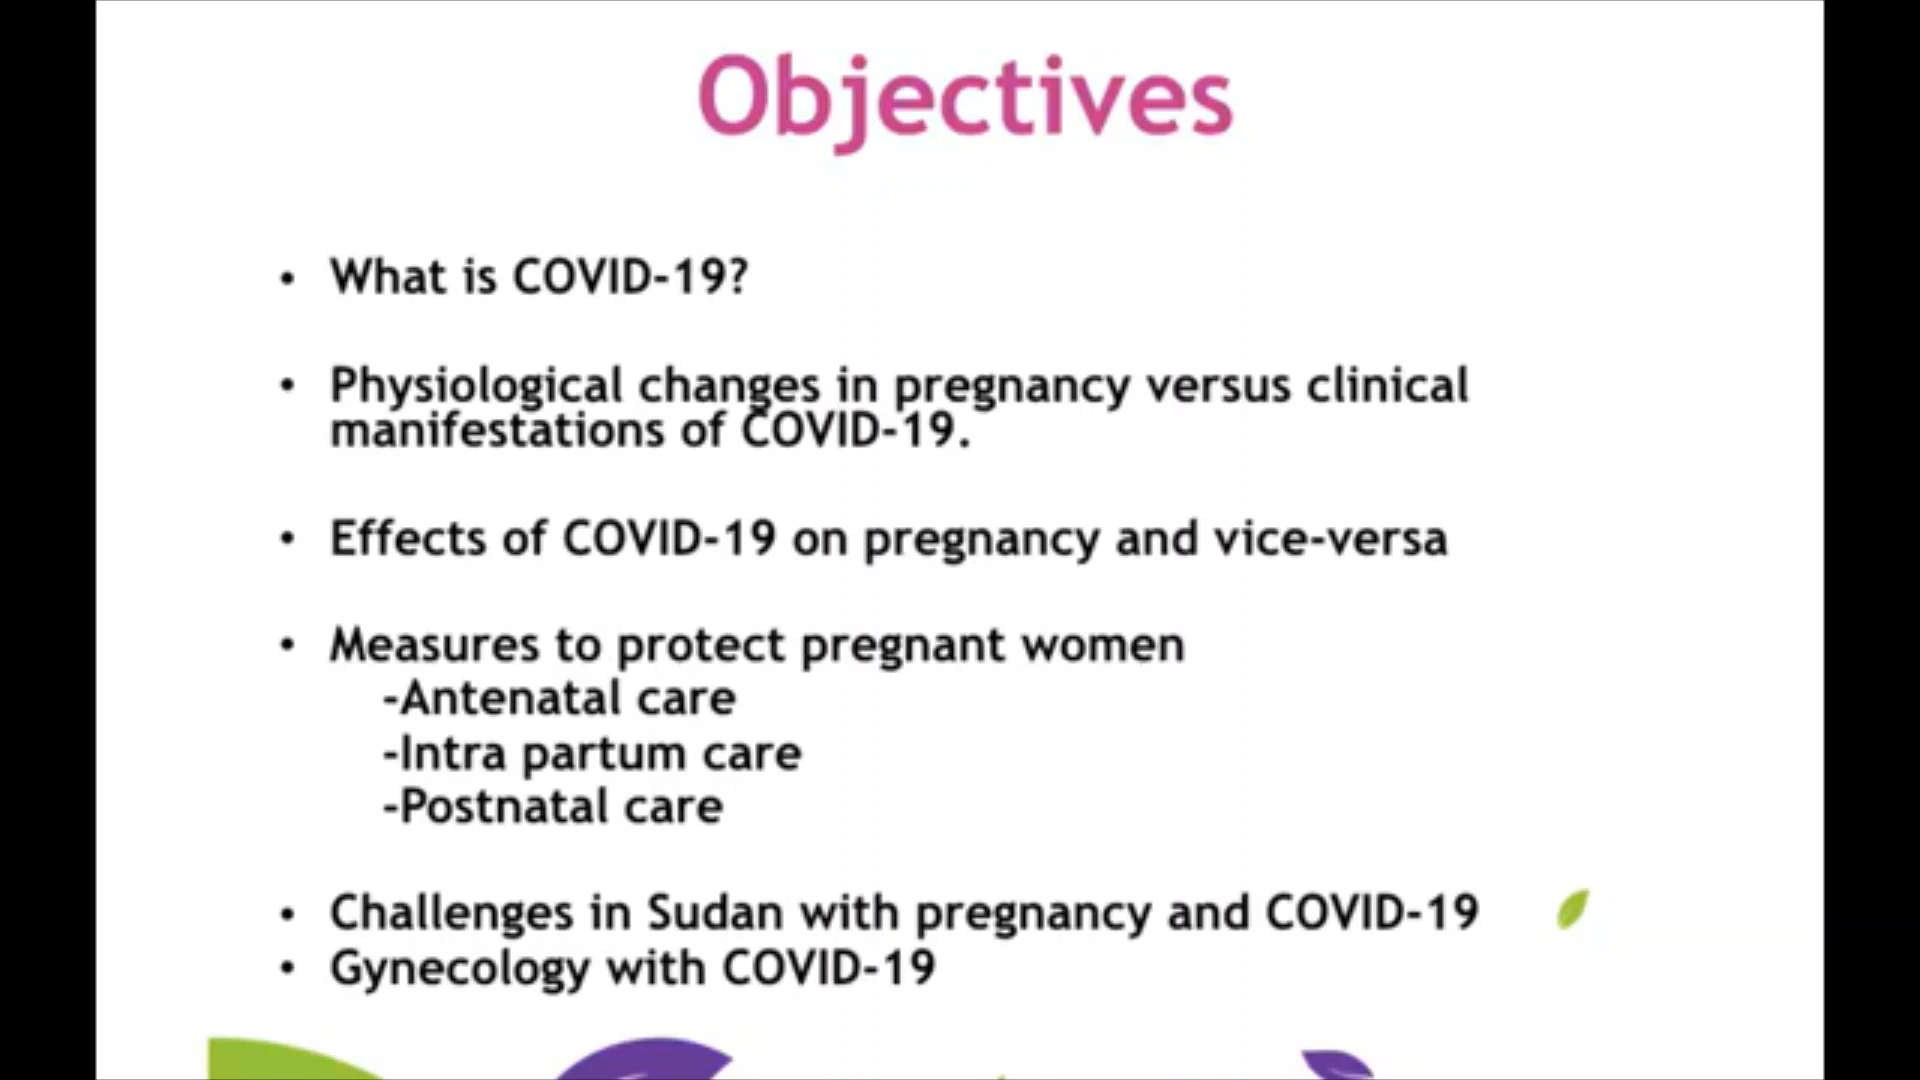 Objectives
• What is COVID-19?
• Physiological changes in pregnancy versus clinical
manifestations of COVID-19.
• Effects of COVID-19 on pregnancy and vice-versa
• Measures to protect pregnant women
-Antenatal care
-Intra partum care
-Postnatal care
• Challenges in Sudan with pregnancy and COVID-19
• Gynecology with COVID-19